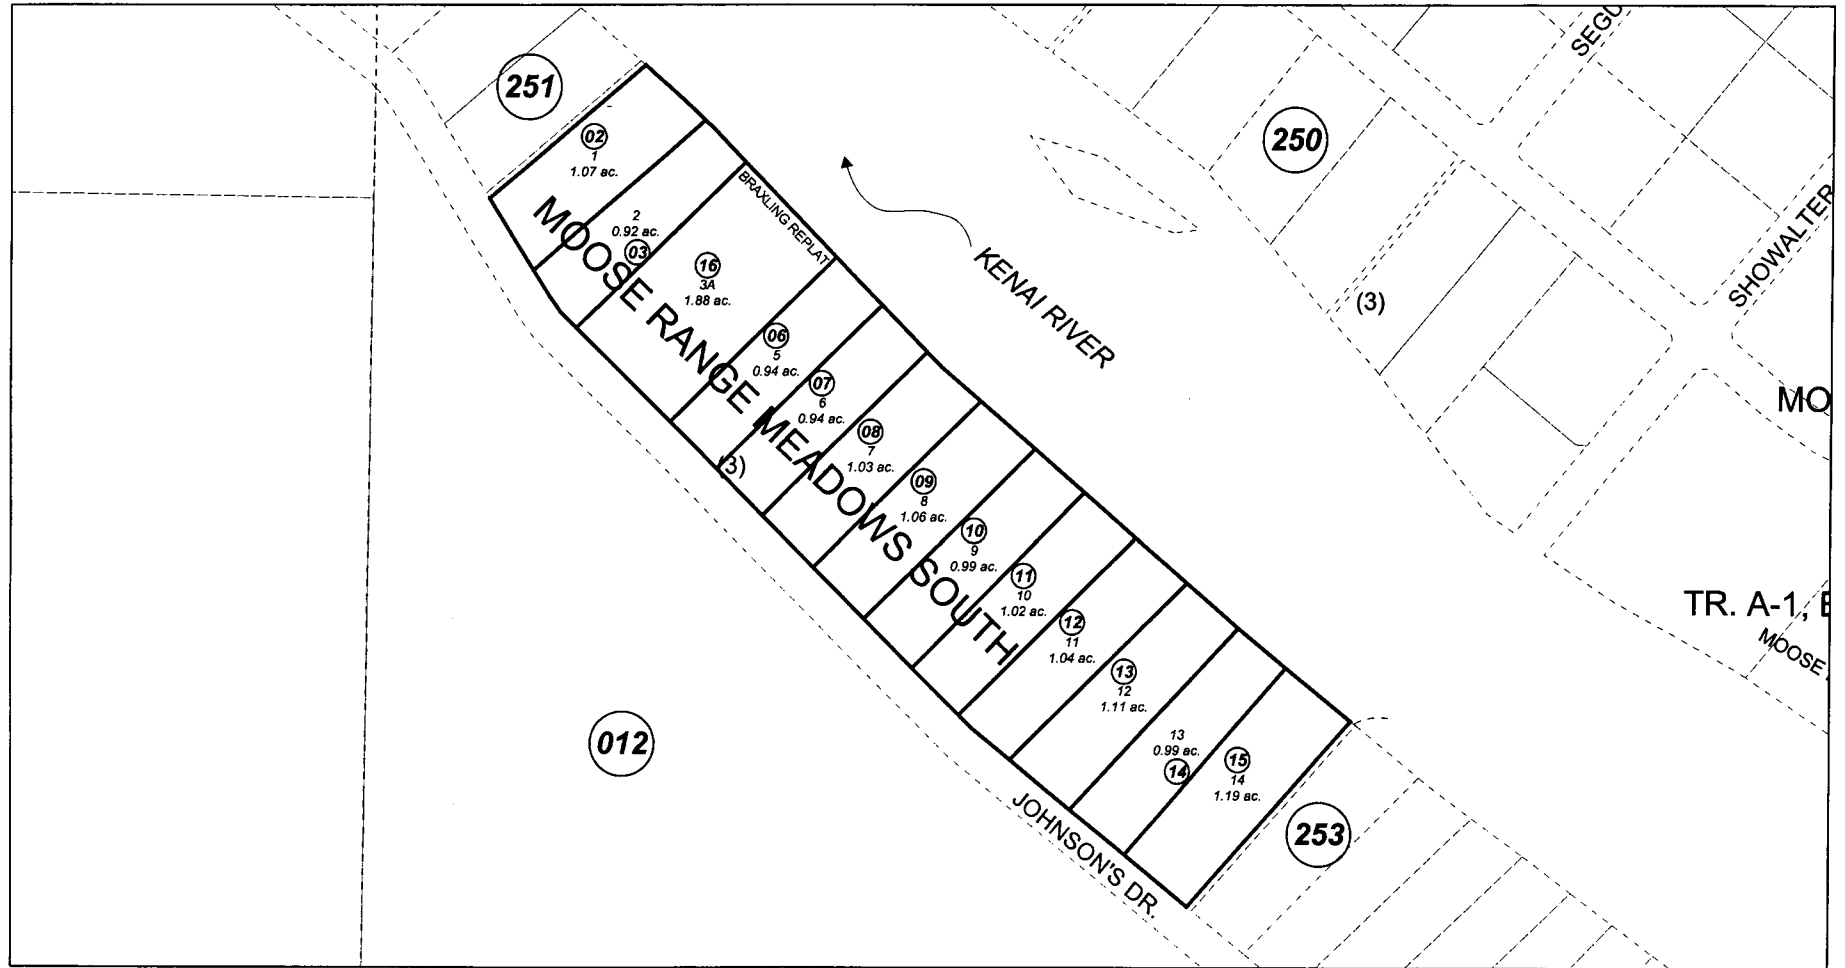 251
250
SEGU
SHOWALTER
02
1
1.07 ac.
2
0.92 ac.
03
BRAXLING REPLAT
16
3A
1.88 ac.
KENAI RIVER
(3)
MOOSE RANGE MEADOWS SOUTH
06
5
0.94 ac.
07
6
0.94 ac.
MO
08
7
1.03 ac.
(3)
09
8
1.06 ac.
10
9
0.99 ac.
11
10
1.02 ac.
TR. A-1,
MOOSE
12
11
1.04 ac.
13
12
1.11 ac.
012
13
0.99 ac.
14
15
14
1.19 ac.
253
JOHNSON'S DR.